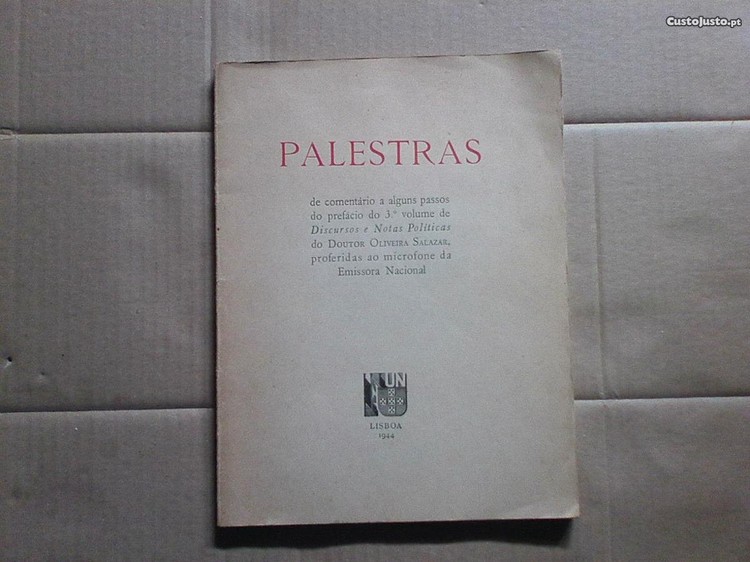 CustoJusto.pt
PALESTRAS
de comentário a alguns passos
do prefácio do 3.º volume de
Discursos e Notas Políticas
do DOUTOR OLIVEIRA SALAZAR,
proferidas ao microfone da
Emissora Nacional
UN
LISBOA
1944